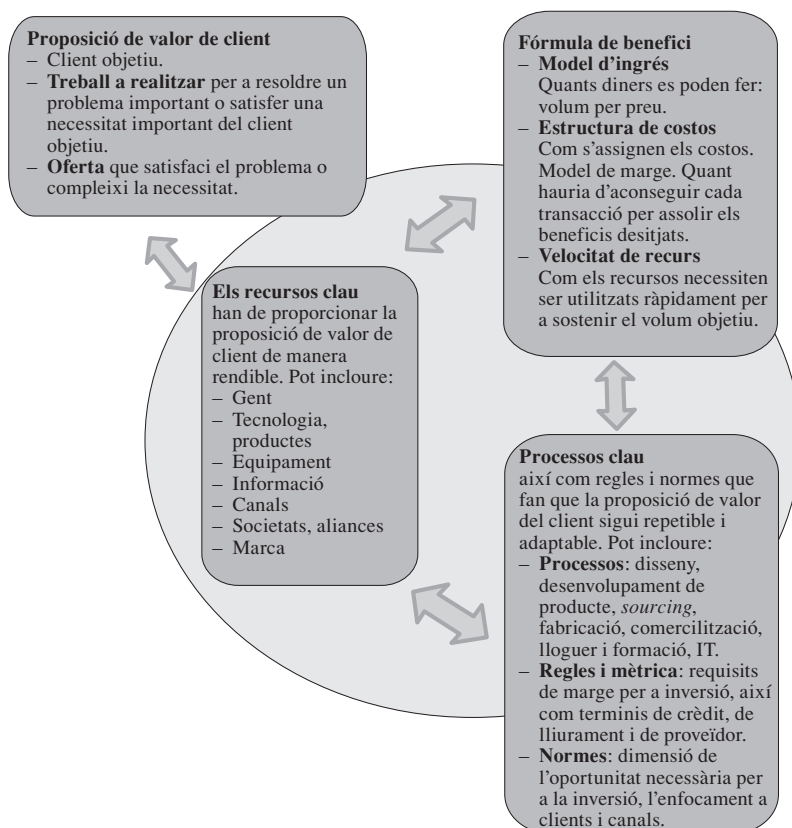 Proposició de valor de client
– Client objetiu.
– Treball a realitzar per a resoldre un
problema important o satisfer una
necessitat important del client
objetiu.
– Oferta que satisfaci el problema o
compleixi la necessitat.
Fórmula de benefici
– Model d’ingrés
Quants diners es poden fer:
volum per preu.
– Estructura de costos
Com s’assignen els costos.
Model de marge. Quant
hauria d’aconseguir cada
transacció per assolir els
beneficis desitjats.
– Velocitat de recurs
Com els recursos necessiten
ser utilitzats ràpidament per
a sostenir el volum objetiu.
Els recursos clau
han de proporcionar la
proposició de valor de
client de manera
rendible. Pot incloure:
– Gent
– Tecnologia,
productes
– Equipament
– Informació
– Canals
– Societats, aliances
– Marca
Processos clau
així com regles i normes que
fan que la proposició de valor
del client sigui repetible i
adaptable. Pot incloure:
– Processos: disseny,
desenvolupament de
producte, sourcing,
fabricació, comercilització,
lloguer i formació, IT.
– Regles i mètrica: requisits
de marge per a inversió, així
com terminis de crèdit, de
lliurament i de proveïdor.
– Normes: dimensió de
l’oportunitat necessària per
a la inversió, l’enfocament a
clients i canals.